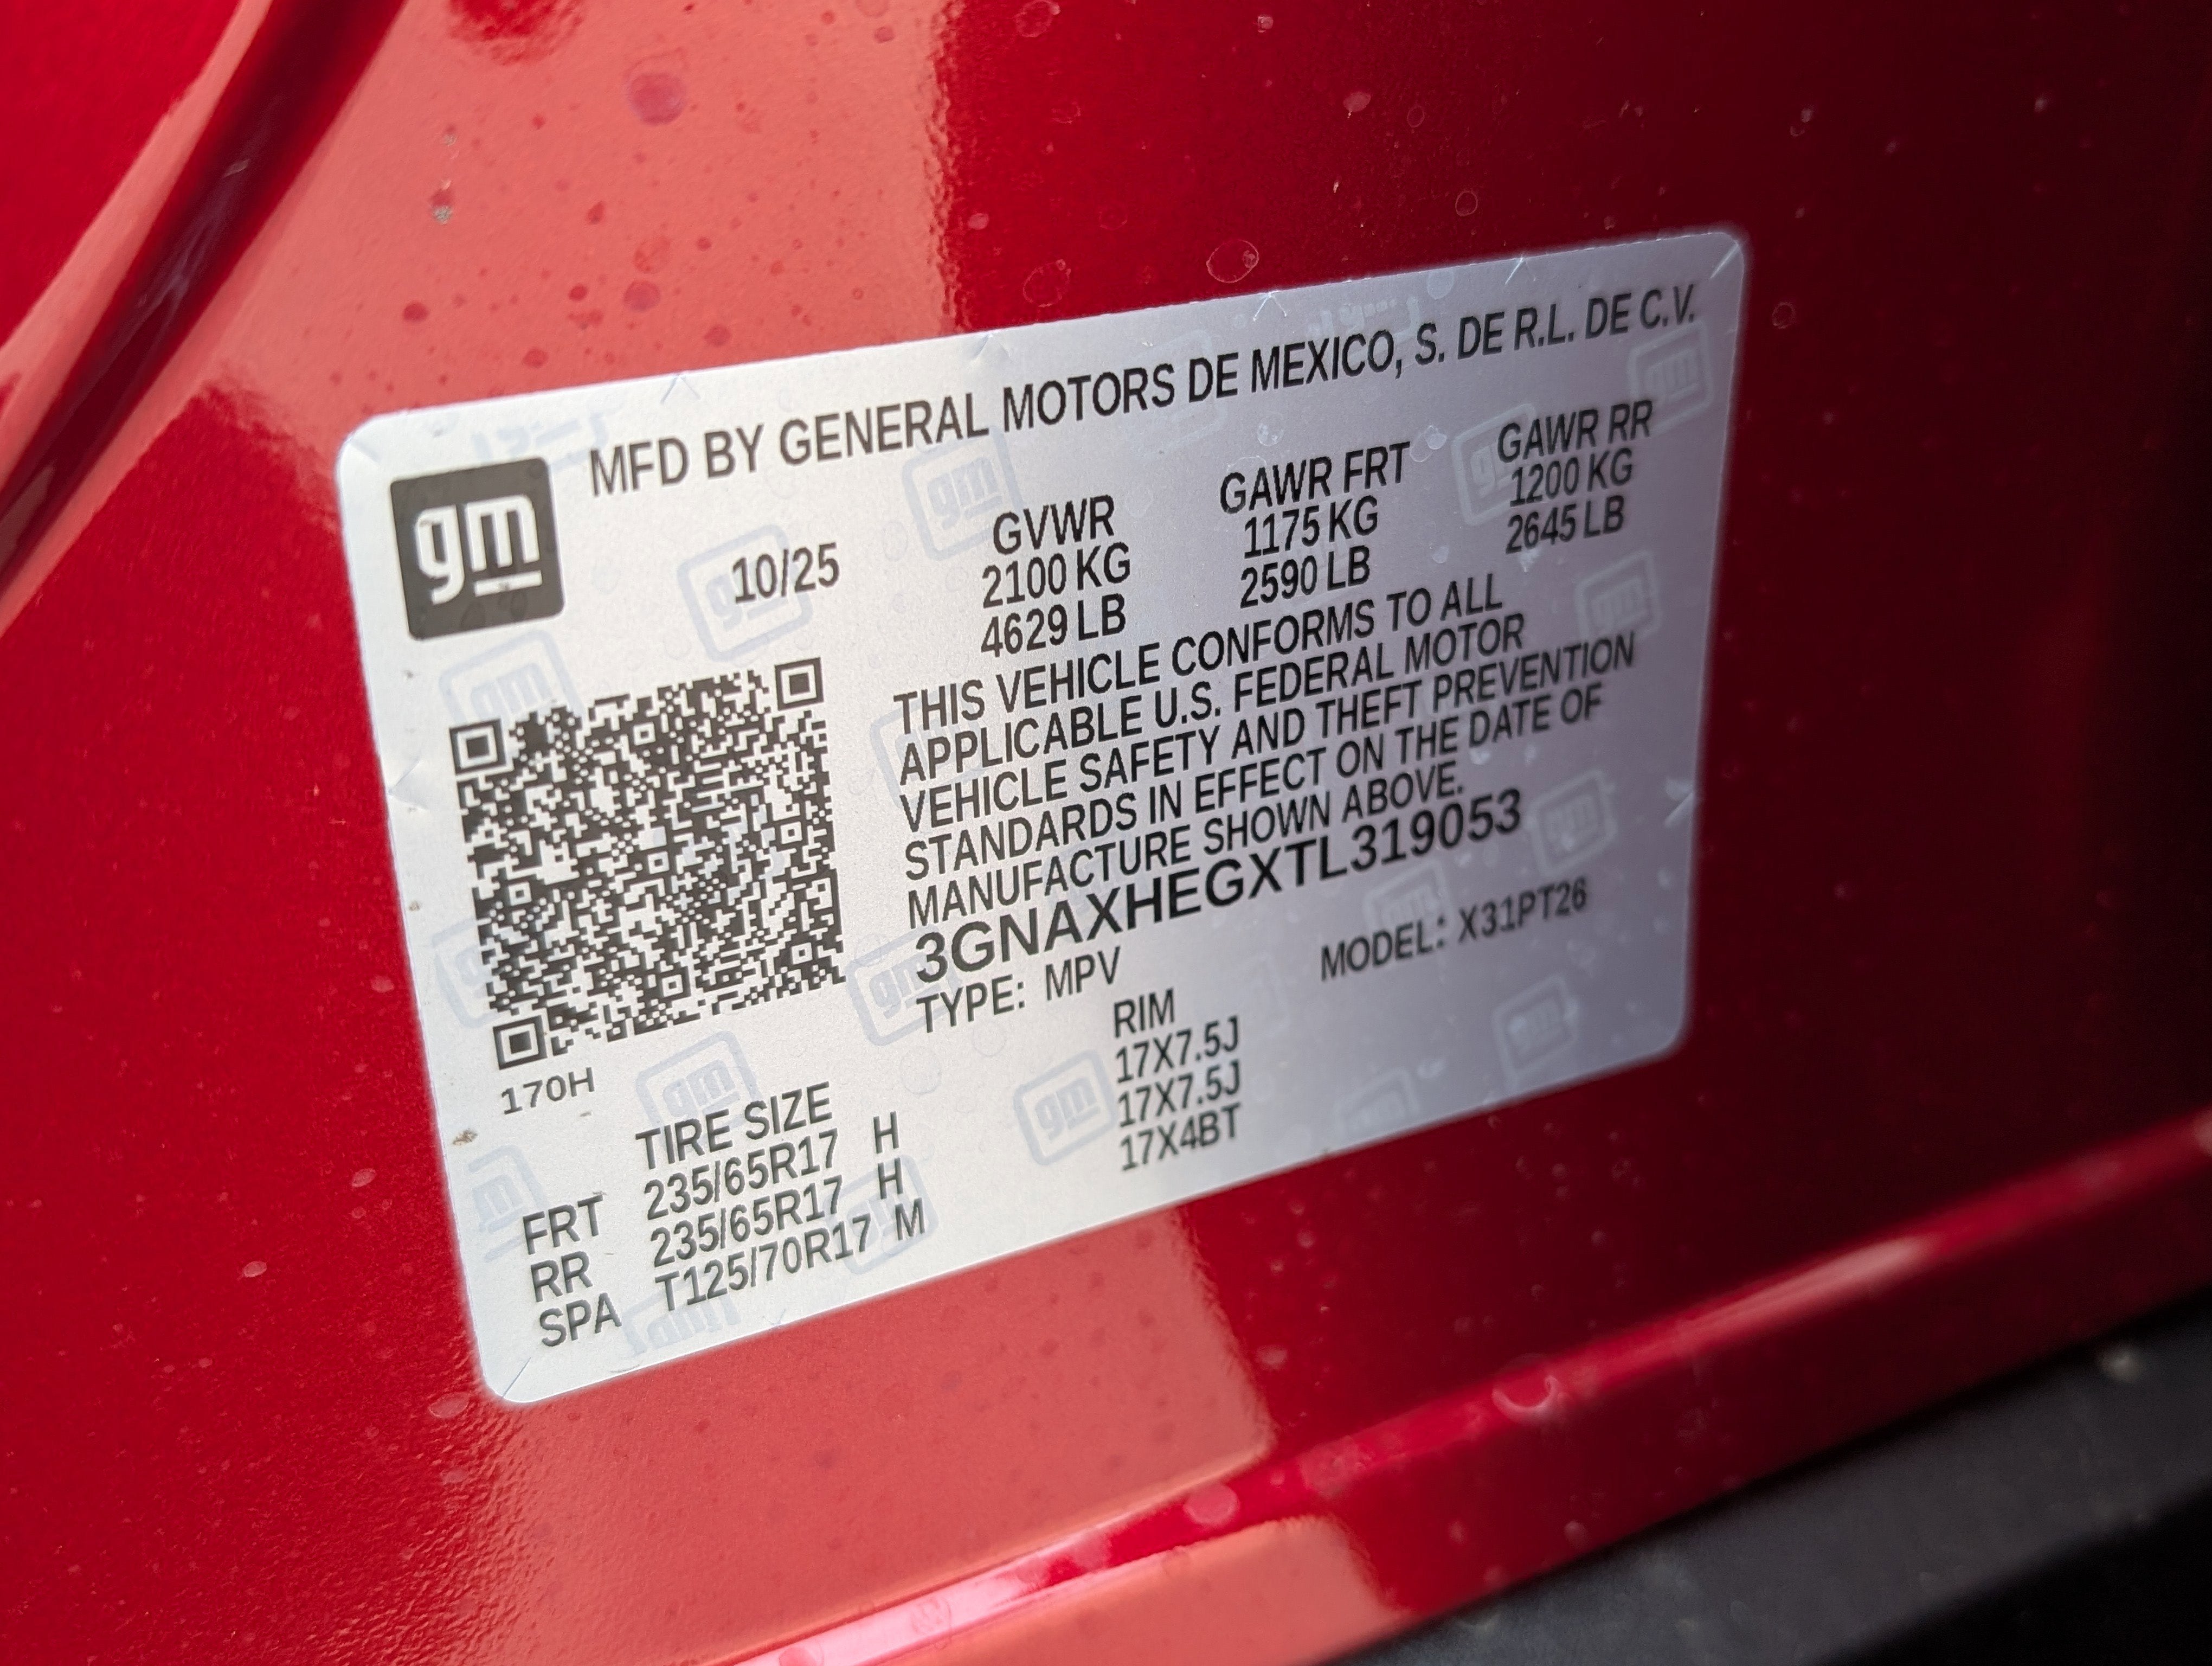 gm
MFD BY GENERAL MOTORS DE MEXICO, S. DE R.L. DE C.V.
10/25
GVWR GAWR FRT GAWR RR
2100 KG 1175 KG 1200 KG
4629 LB 2590 LB 2645 LB
THIS VEHICLE CONFORMS TO ALL
APPLICABLE U.S. FEDERAL MOTOR
VEHICLE SAFETY AND THEFT PREVENTION
STANDARDS IN EFFECT ON THE DATE OF
MANUFACTURE SHOWN ABOVE.
3GNAXHEGXTL319053
TYPE: MPV MODEL: X31PT26
170H
TIRE SIZE RIM
FRT 235/65R17 H 17X7.5J
RR 235/65R17 H 17X7.5J
SPA T125/70R17 M 17X4BT